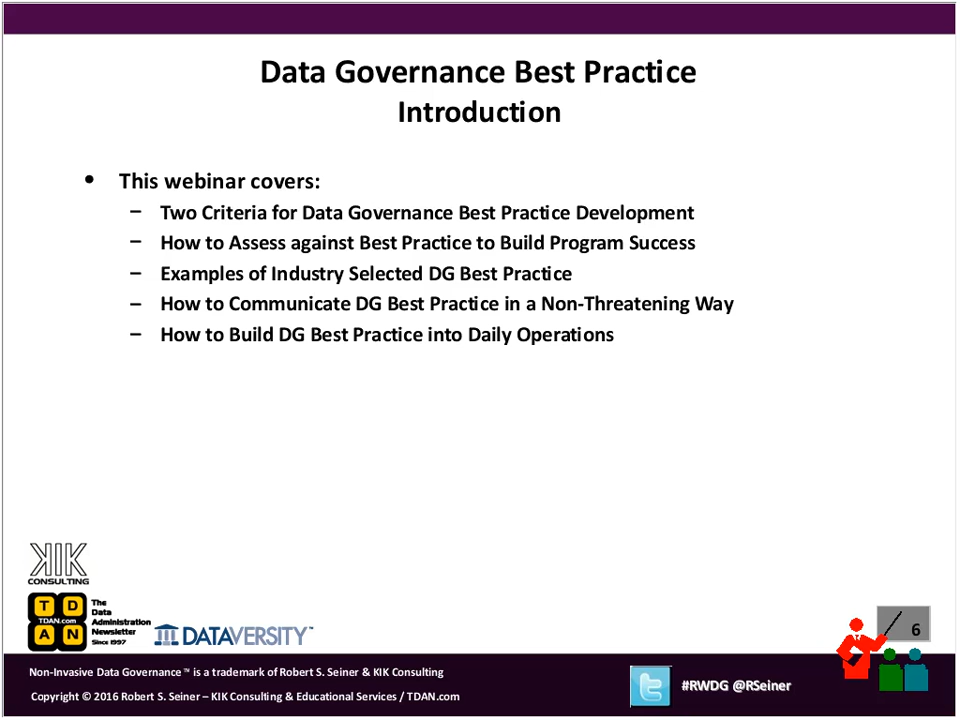 Data Governance Best Practice
Introduction
• This webinar covers:
– Two Criteria for Data Governance Best Practice Development
– How to Assess against Best Practice to Build Program Success
– Examples of Industry Selected DG Best Practice
– How to Communicate DG Best Practice in a Non-Threatening Way
– How to Build DG Best Practice into Daily Operations
KIK
CONSULTING
T D
TDAN.com
A N
The
Data
Administration
Newsletter
Since 1997
DATAVERSITY™
6
Non-Invasive Data Governance™ is a trademark of Robert S. Seiner & KIK Consulting
Copyright © 2016 Robert S. Seiner – KIK Consulting & Educational Services / TDAN.com
#RWDG @RSeiner